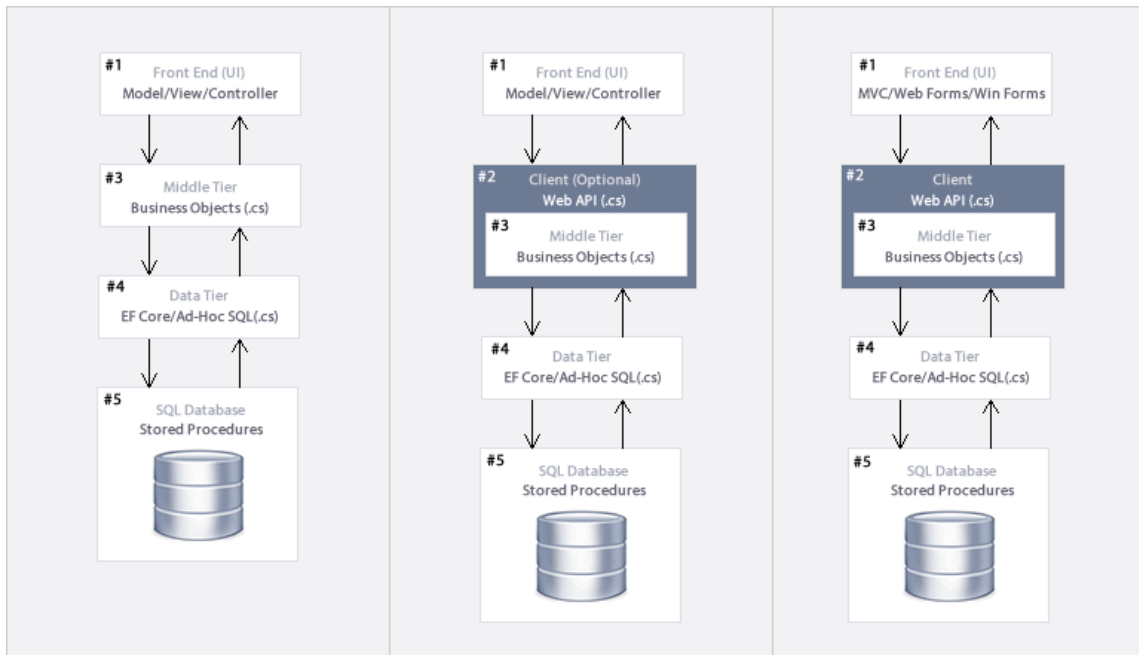 #1
Front End (UI)
Model/View/Controller
#3
Middle Tier
Business Objects (.cs)
#4
Data Tier
EF Core/Ad-Hoc SQL(.cs)
#5
SQL Database
Stored Procedures
#1
Front End (UI)
Model/View/Controller
#2
Client (Optional)
Web API (.cs)
#3
Middle Tier
Business Objects (.cs)
#4
Data Tier
EF Core/Ad-Hoc SQL(.cs)
#5
SQL Database
Stored Procedures
#1
Front End (UI)
MVC/Web Forms/Win Forms
#2
Client
Web API (.cs)
#3
Middle Tier
Business Objects (.cs)
#4
Data Tier
EF Core/Ad-Hoc SQL(.cs)
#5
SQL Database
Stored Procedures